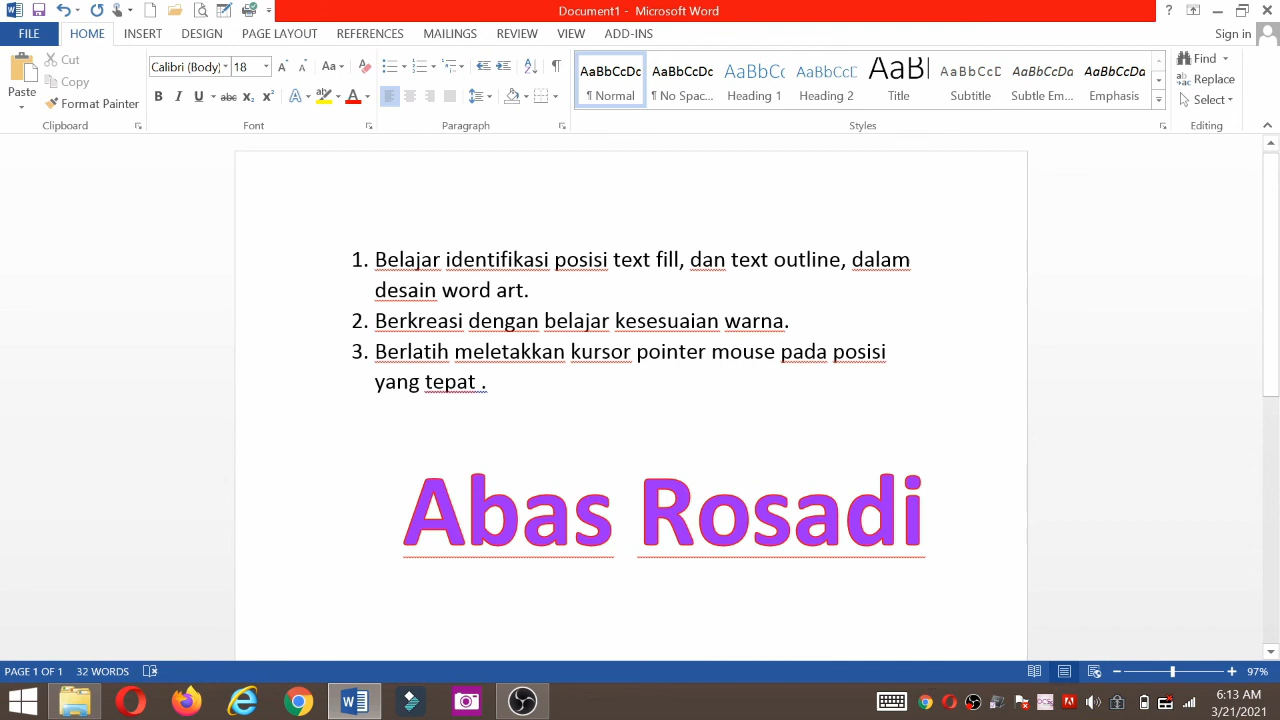 Document1 - Microsoft Word
FILE HOME INSERT DESIGN PAGE LAYOUT REFERENCES MAILINGS REVIEW VIEW ADD-INS Sign in
Cut
Copy
Format Painter
Paste
Clipboard
Calibri (Body) 18
Font
Paragraph
AaBbCcDc AaBbCcDc AaBbCc AaBbCcD AaBl AaBbCcD AaBbCcDa AaBbCcDa
¶ Normal ¶ No Spac... Heading 1 Heading 2 Title Subtitle Subtle Em... Emphasis
Styles
Find
Replace
Select
Editing
1. Belajar identifikasi posisi text fill, dan text outline, dalam
desain word art.
2. Berkreasi dengan belajar kesesuaian warna.
3. Berlatih meletakkan kursor pointer mouse pada posisi
yang tepat .
Abas Rosadi
PAGE 1 OF 1 32 WORDS 97%
6:13 AM
3/21/2021